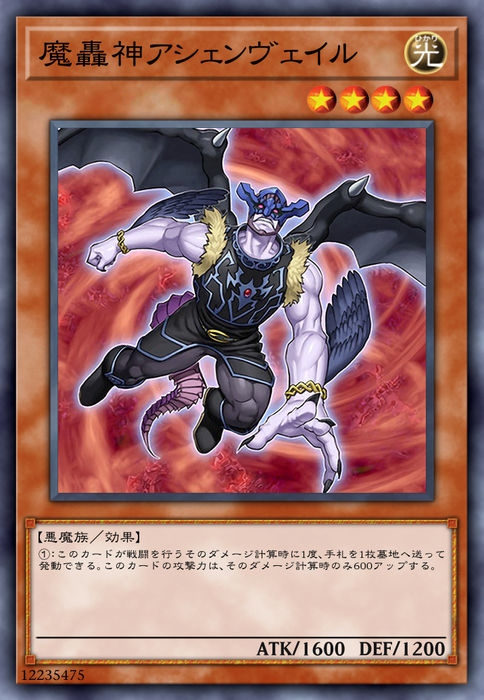 魔轟神アシェンヴェイル
ひかり
光
【悪魔族／効果】
①：このカードが戦闘を行うそのダメージ計算時に1度、手札を1枚墓地へ送って
発動できる。このカードの攻撃力は、そのダメージ計算時のみ600アップする。
ATK/1600 DEF/1200
12235475